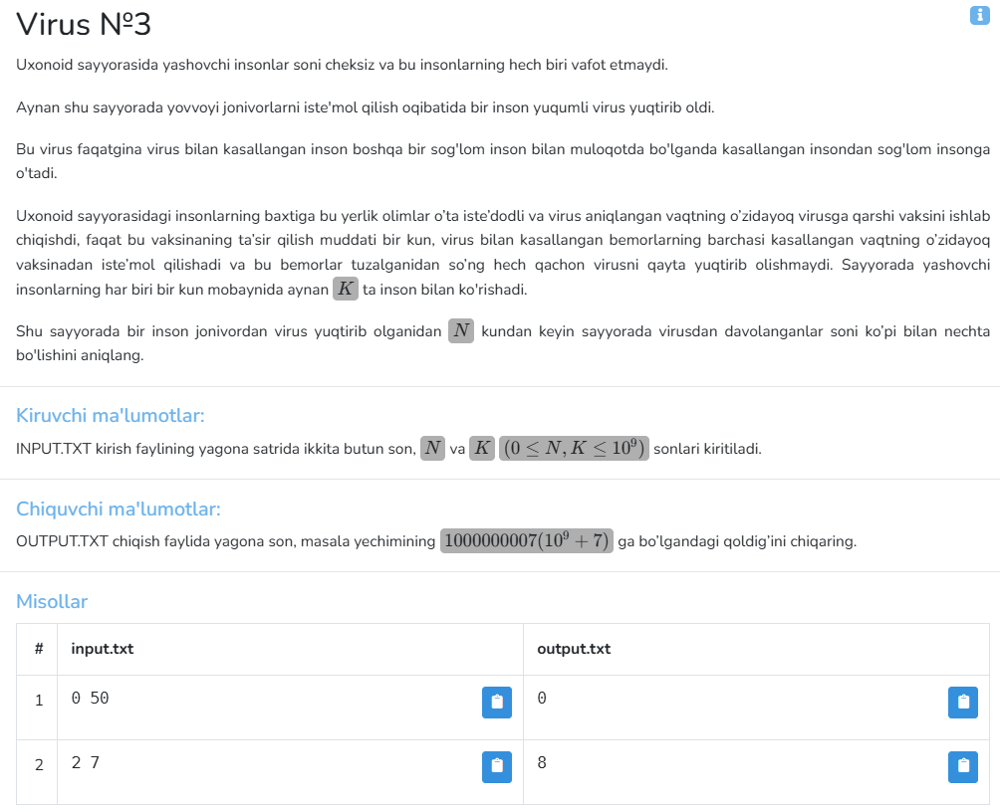 Virus №3
Uxonoid sayyorasida yashovchi insonlar soni cheksiz va bu insonlarning hech biri vafot etmaydi.
Aynan shu sayyorada yovvoyi jonivorlarni iste'mol qilish oqibatida bir inson yuqumli virus yuqtirib oldi.
Bu virus faqatgina virus bilan kasallangan inson boshqa bir sog'lom inson bilan muloqotda bo'lganda kasallangan insondan sog'lom insonga
o'tadi.
Uxonoid sayyorasidagi insonlarning baxtiga bu yerlik olimlar o'ta iste'dodli va virus aniqlangan vaqtning o'zidayoq virusga qarshi vaksini ishlab
chiqishdi, faqat bu vaksinaning ta'sir qilish muddati bir kun, virus bilan kasallangan bemorlarning barchasi kasallangan vaqtning o'zidayoq
vaksinadan iste'mol qilishadi va bu bemorlar tuzalganidan so'ng hech qachon virusni qayta yuqtirib olishmaydi. Sayyorada yashovchi
insonlarning har biri bir kun mobaynida aynan K ta inson bilan ko'rishadi.
Shu sayyorada bir inson jonivordan virus yuqtirib olganidan N kundan keyin sayyorada virusdan davolanganlar soni ko'pi bilan nechta
bo'lishini aniqlang.
Kiruvchi ma'lumotlar:
INPUT.TXT kirish faylining yagona satrida ikkita butun son, N va K (0 ≤ N, K ≤ 10⁹) sonlari kiritiladi.
Chiquvchi ma'lumotlar:
OUTPUT.TXT chiqish faylida yagona son, masala yechimining 1000000007(10⁹ + 7) ga bo'lgandagi qoldig'ini chiqaring.
Misollar
# input.txt output.txt
1 0 50 0
2 2 7 8